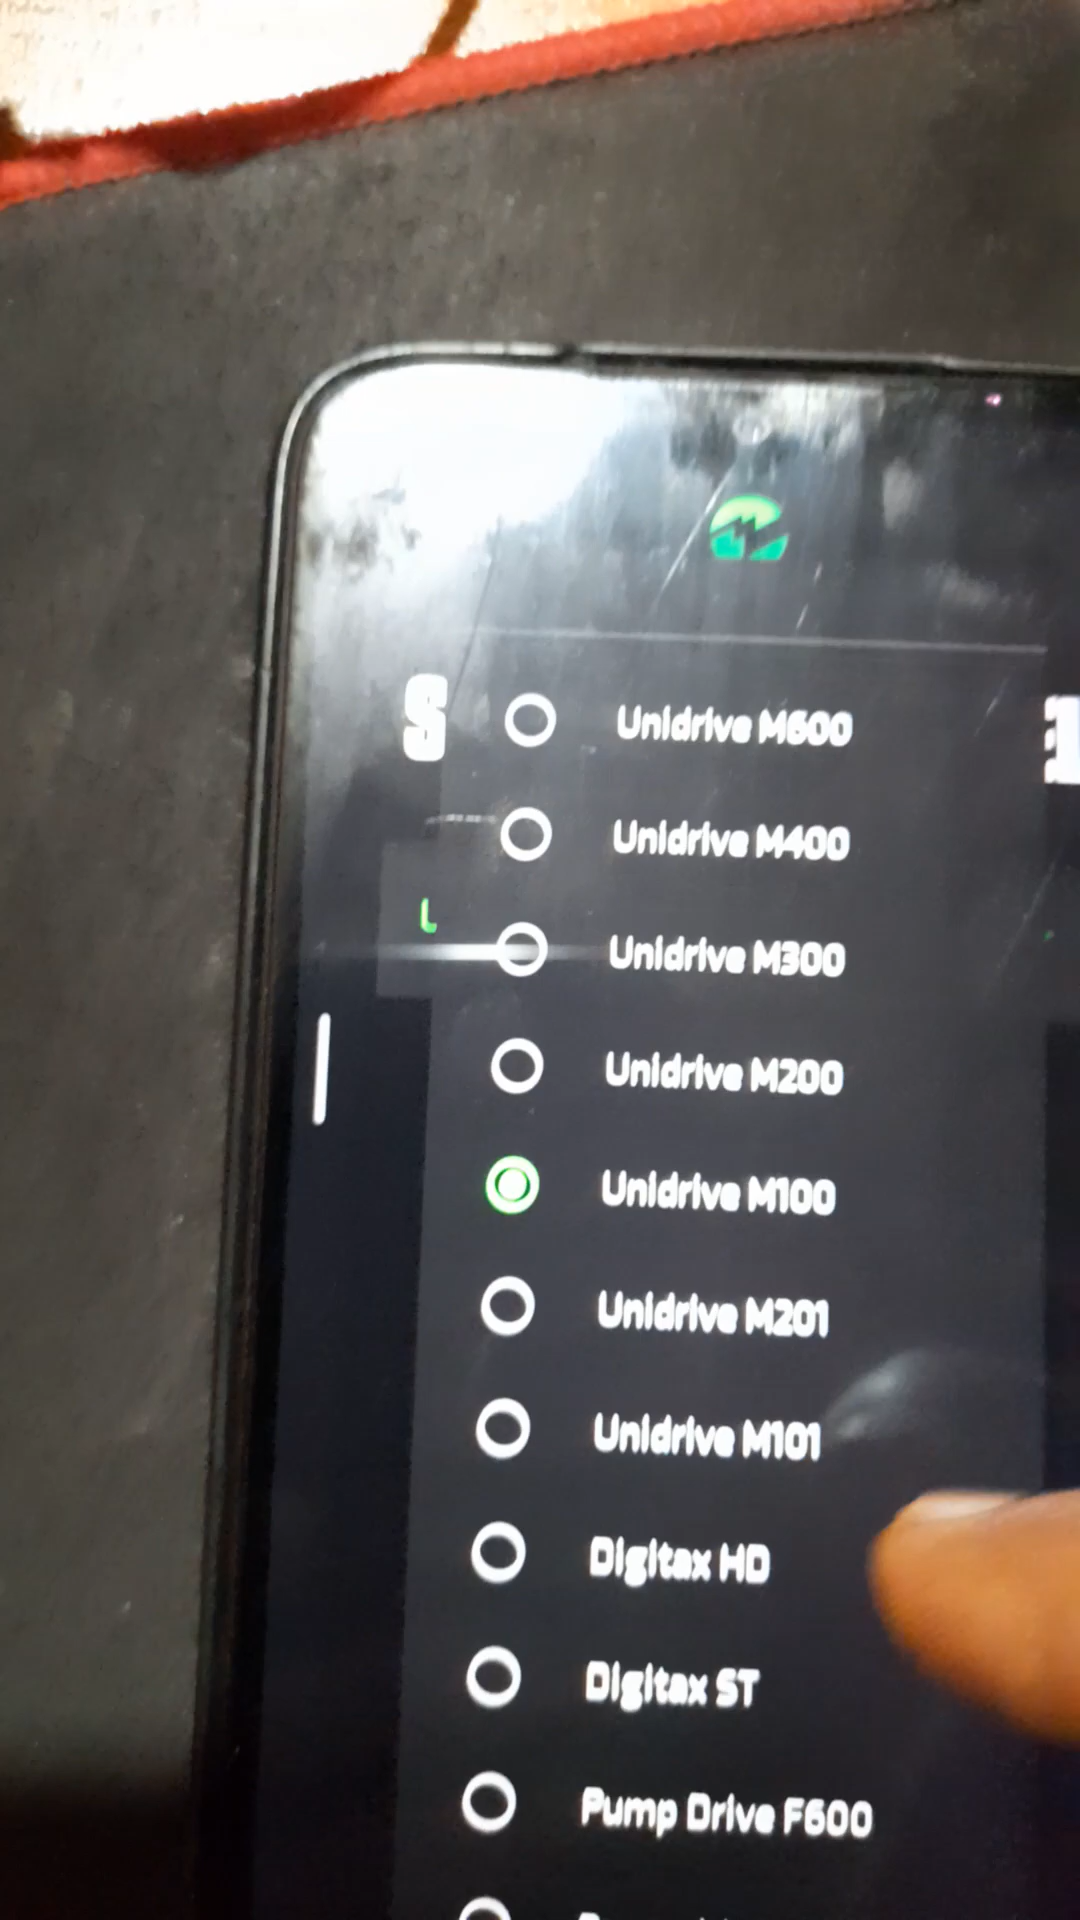 S
Unidrive M600
Unidrive M400
L
Unidrive M300
Unidrive M200
Unidrive M100
Unidrive M201
Unidrive M101
Digitax HD
Digitax ST
Pump Drive F600